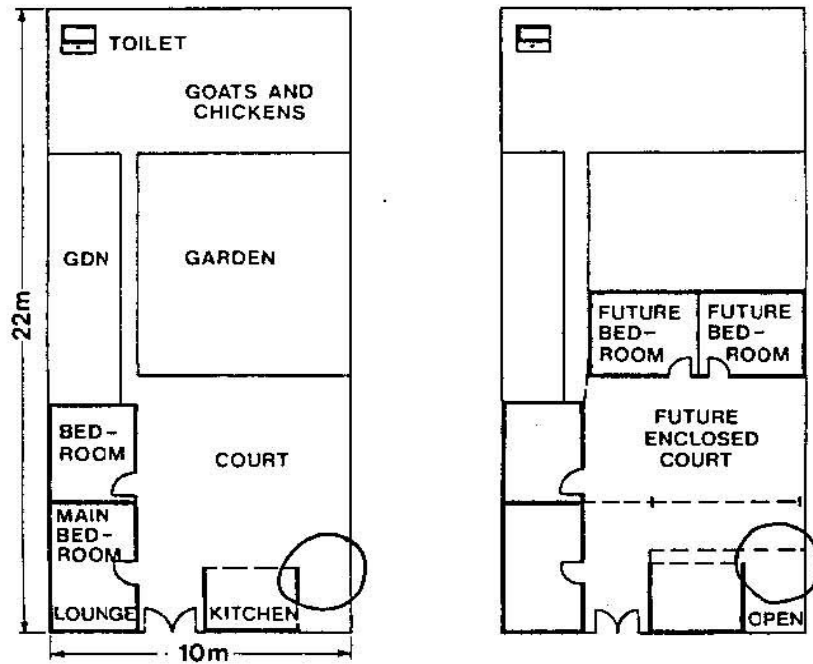 TOILET
GOATS AND
CHICKENS
GDN
GARDEN
22m
BED-
ROOM
COURT
MAIN
BED-
ROOM
LOUNGE
KITCHEN
10m
FUTURE
BED-
ROOM
FUTURE
BED-
ROOM
FUTURE
ENCLOSED
COURT
OPEN